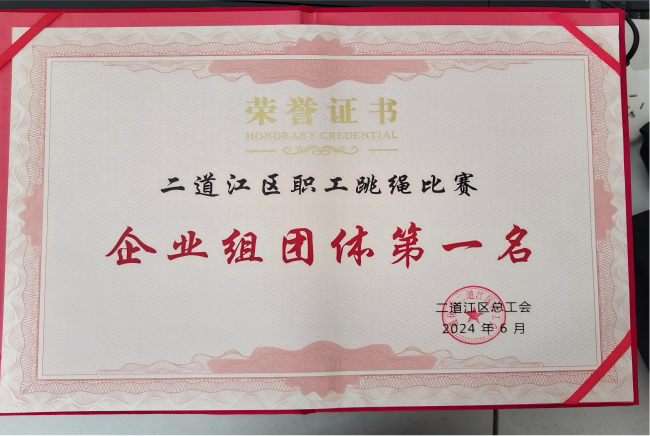 荣誉证书
HONORARY CREDENTIAL
二道江区职工跳绳比赛
企业组团体第一名
二道江区总工会
2024 年 6 月